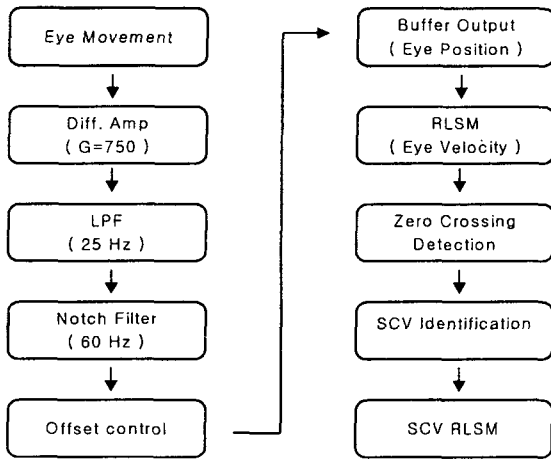 Eye Movement
Diff. Amp
( G=750 )
LPF
( 25 Hz )
Notch Filter
( 60 Hz )
Offset control
Buffer Output
( Eye Position )
RLSM
( Eye Velocity )
Zero Crossing
Detection
SCV Identification
SCV RLSM